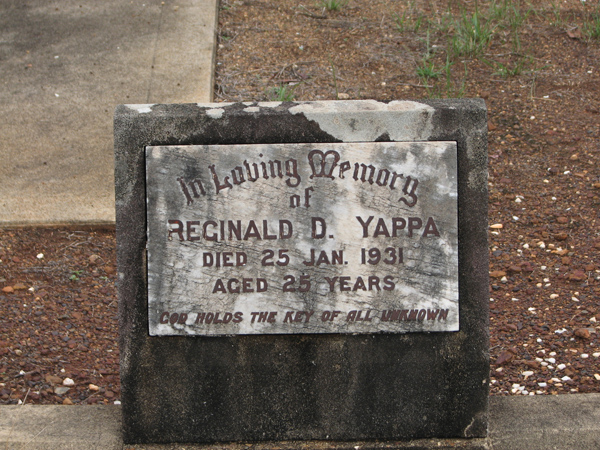 In Loving Memory
of
REGINALD D. YAPPA
DIED 25 JAN. 1931
AGED 25 YEARS
GOD HOLDS THE KEY OF ALL UNKNOWN